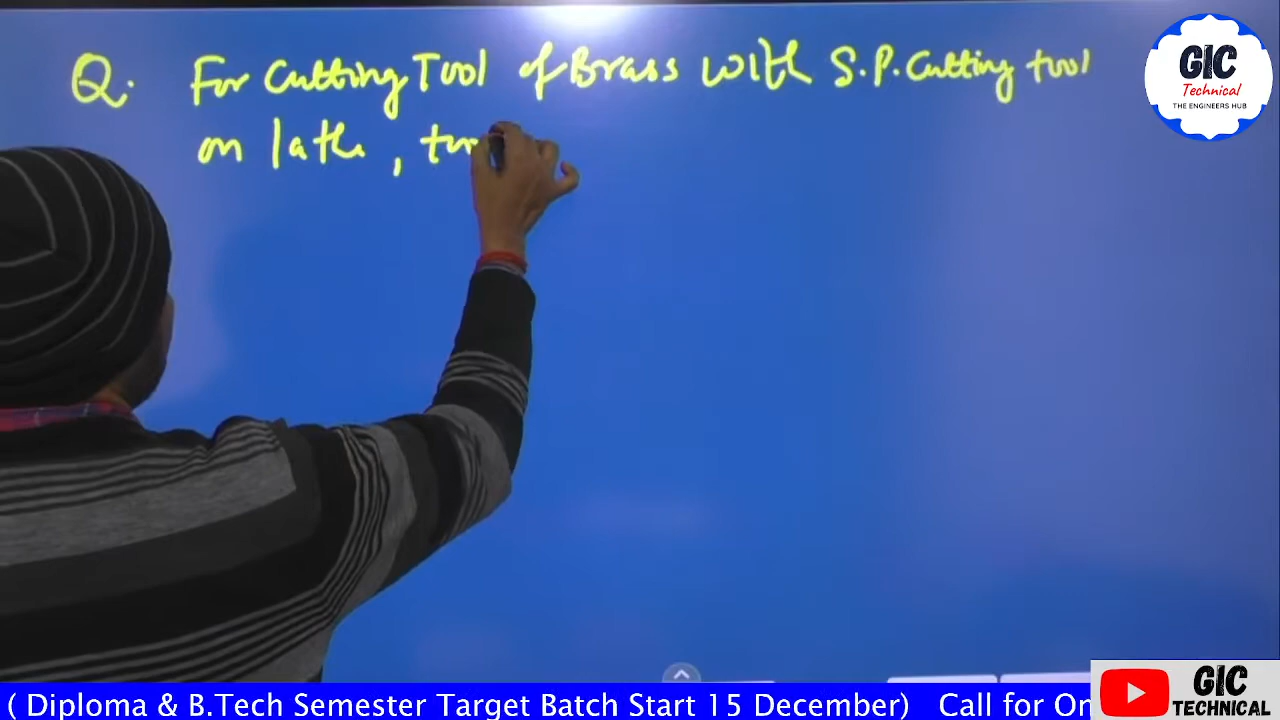 Q. For Cutting Tool of Brass with S.P. Cutting tool
on lathe,
GIC
Technical
THE ENGINEERS HUB
( Diploma & B.Tech Semester Target Batch Start 15 December) Call for On
GIC
TECHNICAL